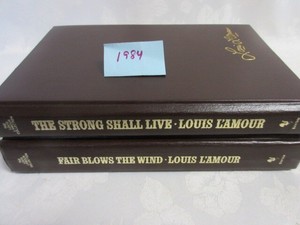 1984
THE STRONG SHALL LIVE · LOUIS L'AMOUR
FAIR BLOWS THE WIND · LOUIS L'AMOUR